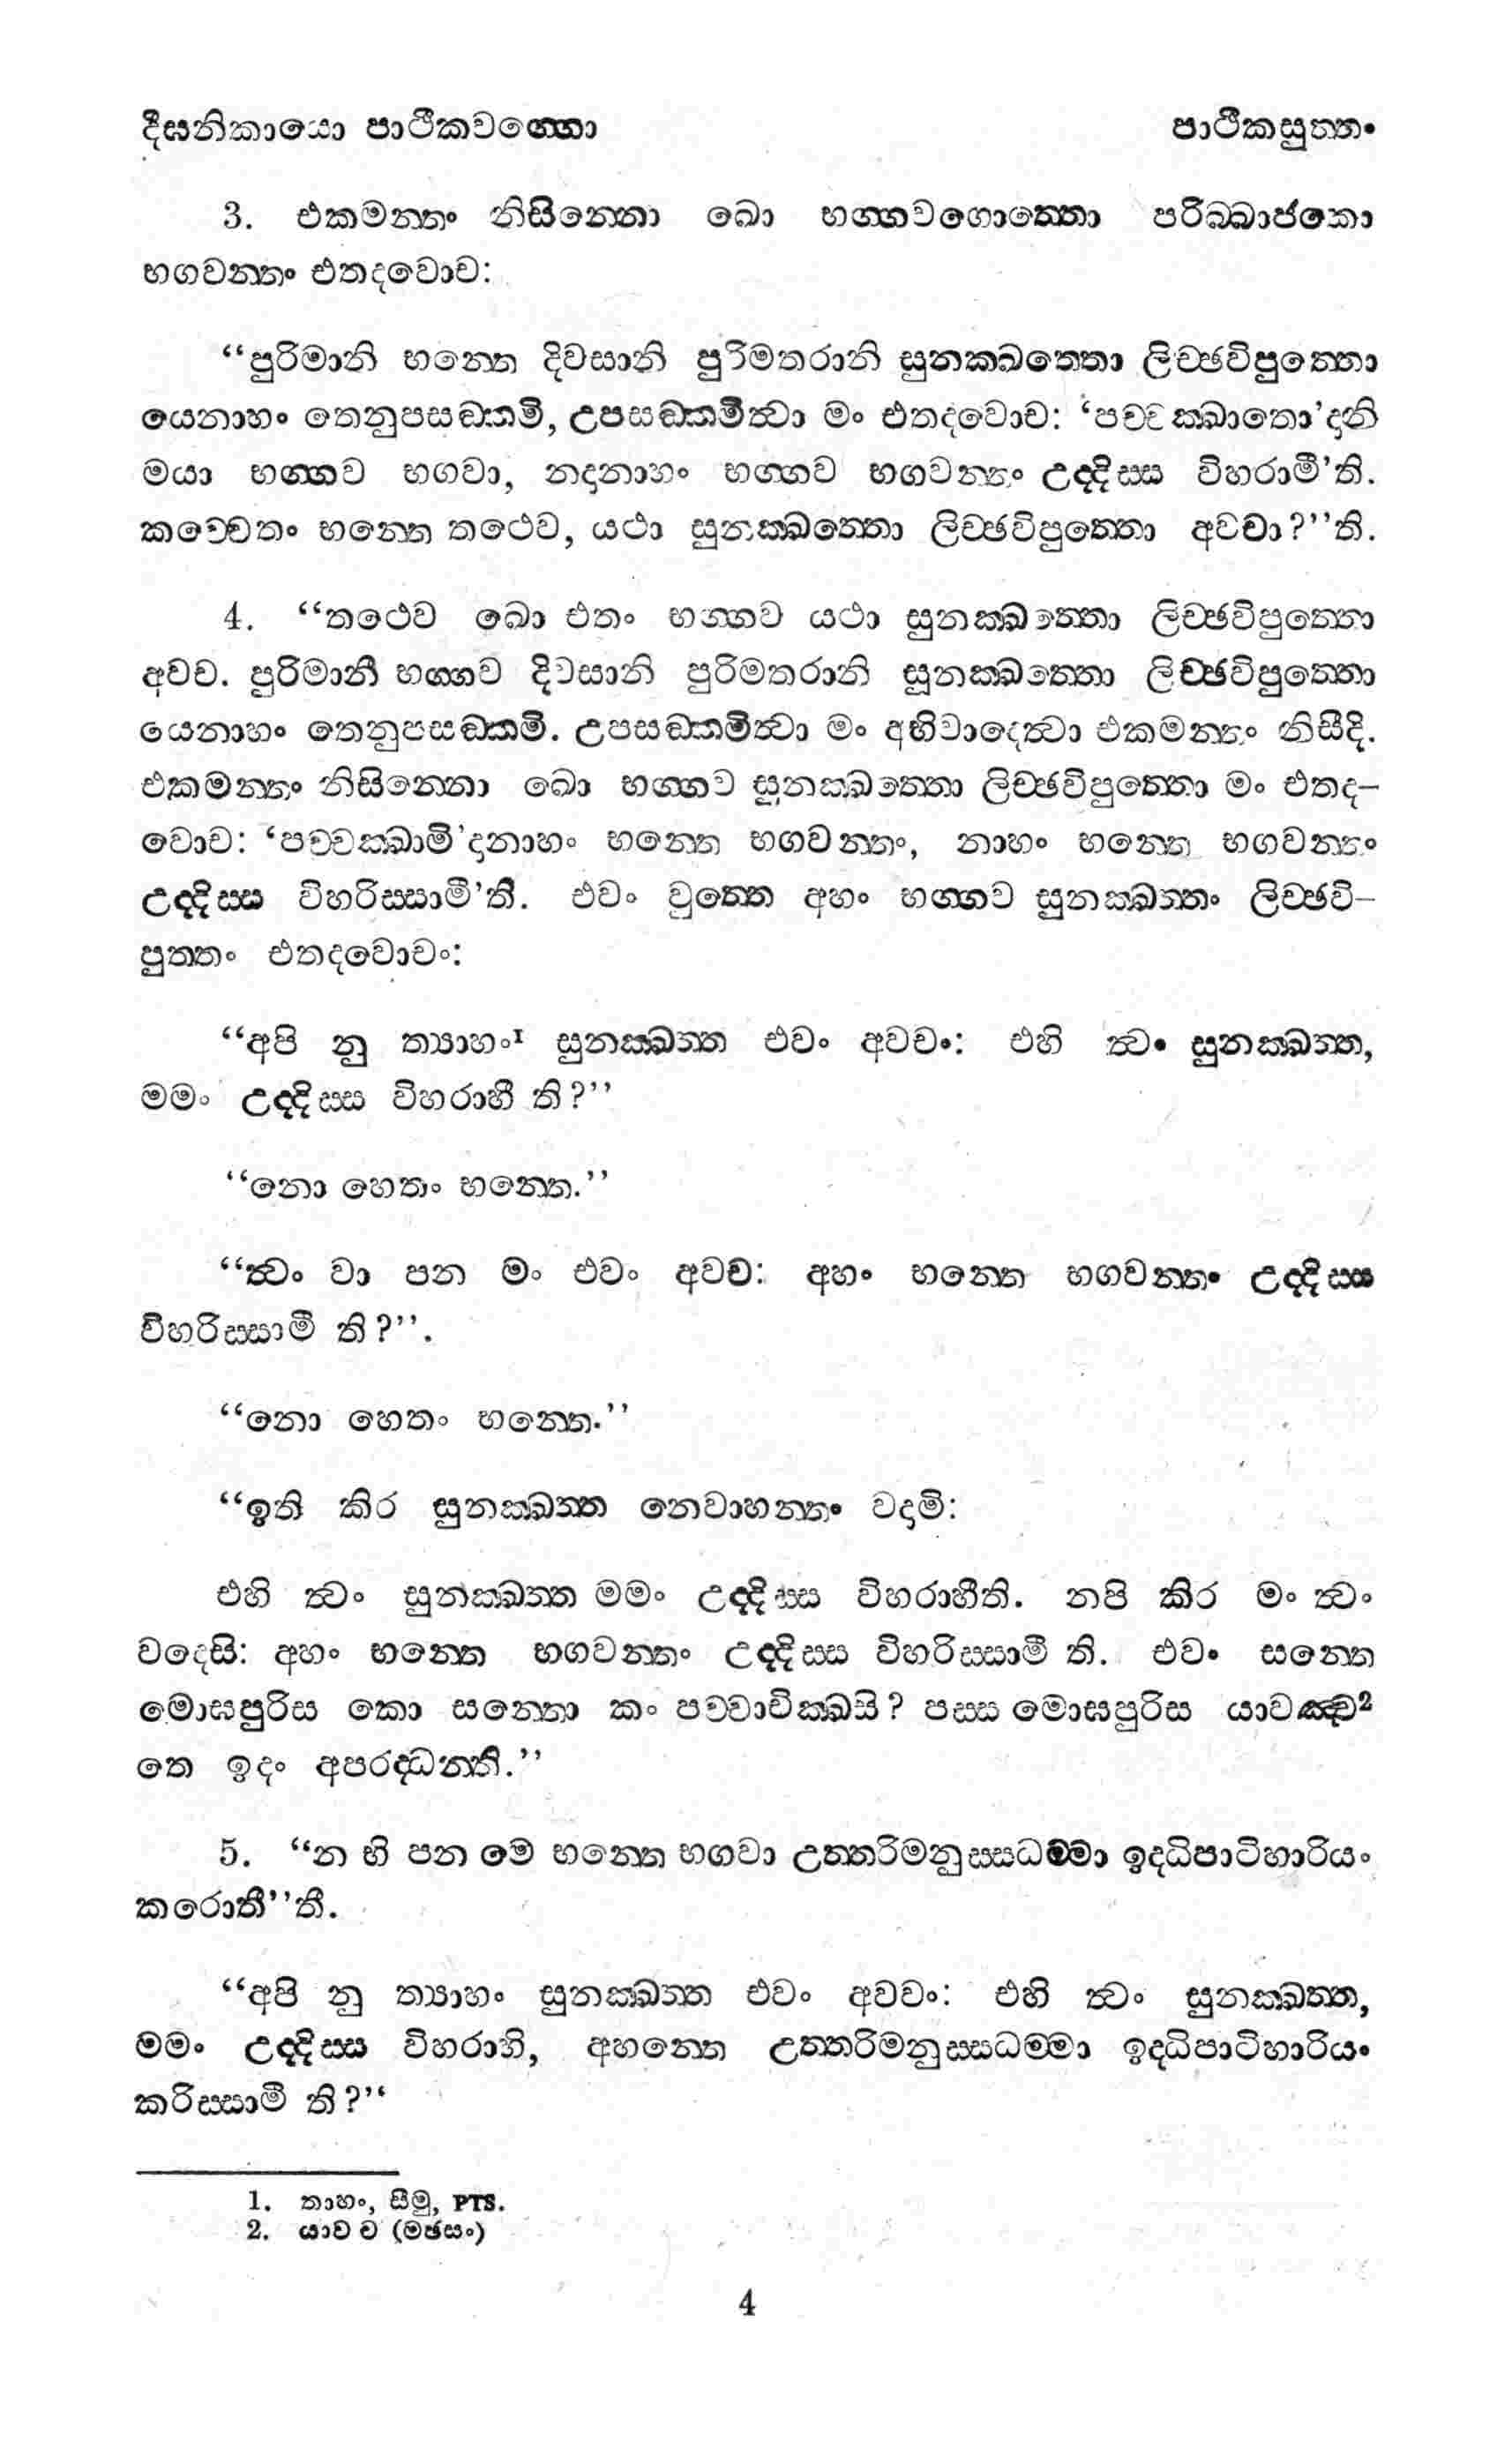 දීඝනිකායො පාථිකවග්ගො පාථිකසුත්තං
3. එකමන්තං නිසින්නො ඛො භග්ගවගොත්තො පරිබ්බාජකො
භගවන්තං එතදවොච:
“පුරිමානි භන්තෙ දිවසානි පුරිමතරානි සුනක්ඛත්තො ලිච්ඡවිපුත්තො
යෙනාහං තෙනුපසඞ්කමි, උපසඞ්කමිත්වා මං එතදවොච: ‘පච්චක්ඛාතො’දානි
මයා භග්ගව භගවා, නදානාහං භග්ගව භගවන්තං උද්දිස්ස විහරාමී’ති.
කච්චෙතං භන්තෙ තථෙව, යථා සුනක්ඛත්තො ලිච්ඡවිපුත්තො අවචා?’’ති.
4. “තථෙව ඛො එතං භග්ගව යථා සුනක්ඛත්තො ලිච්ඡවිපුත්තො
අවච. පුරිමානී භග්ගව දිවසානි පුරිමතරානි සුනක්ඛත්තො ලිච්ඡවිපුත්තො
යෙනාහං තෙනුපසඞ්කමි. උපසඞ්කමිත්වා මං අභිවාදෙත්වා එකමන්තං නිසීදි.
එකමන්තං නිසින්නො ඛො භග්ගව සුනක්ඛත්තො ලිච්ඡවිපුත්තො මං එතද–
වොච: ‘පච්චක්ඛාමි’දානාහං භන්තෙ භගවන්තං, නාහං භන්තෙ භගවන්තං
උද්දිස්ස විහරිස්සාමී’ති. එවං වුත්තෙ අහං භග්ගව සුනක්ඛත්තං ලිච්ඡවි–
පුත්තං එතදවොචං:
“අපි නු ත්‍යාහං¹ සුනක්ඛත්ත එවං අවචං: එහි ත්වං සුනක්ඛත්ත,
මමං උද්දිස්ස විහරාහී ති?’’
“නො හෙතං භන්තෙ.’’
“ත්වං වා පන මං එවං අවච: අහං භන්තෙ භගවන්තං උද්දිස්ස
විහරිස්සාමී ති?’’.
“නො හෙතං භන්තෙ.’’
“ඉති කිර සුනක්ඛත්ත නෙවාහන්තං වදාමි:
එහි ත්වං සුනක්ඛත්ත මමං උද්දිස්ස විහරාහීති. නපි කිර මං ත්වං
වදෙසි: අහං භන්තෙ භගවන්තං උද්දිස්ස විහරිස්සාමී ති. එවං සන්තෙ
මොඝපුරිස කො සන්තො කං පච්චාචික්ඛසි? පස්ස මොඝපුරිස යාවඤ්ච²
තෙ ඉදං අපරද්ධන්ති.’’
5. “න හි පන මෙ භන්තෙ භගවා උත්තරිමනුස්සධම්මා ඉද්ධිපාටිහාරියං
කරොතී’’තී.
“අපි නු ත්‍යාහං සුනක්ඛත්ත එවං අවචං: එහි ත්වං සුනක්ඛත්ත,
මමං උද්දිස්ස විහරාහි, අහන්තෙ උත්තරිමනුස්සධම්මා ඉද්ධිපාටිහාරියං
කරිස්සාමී ති?’‘
1. තාහං, සීමු, PTS.
2. යාව ච (මඡසං)
4